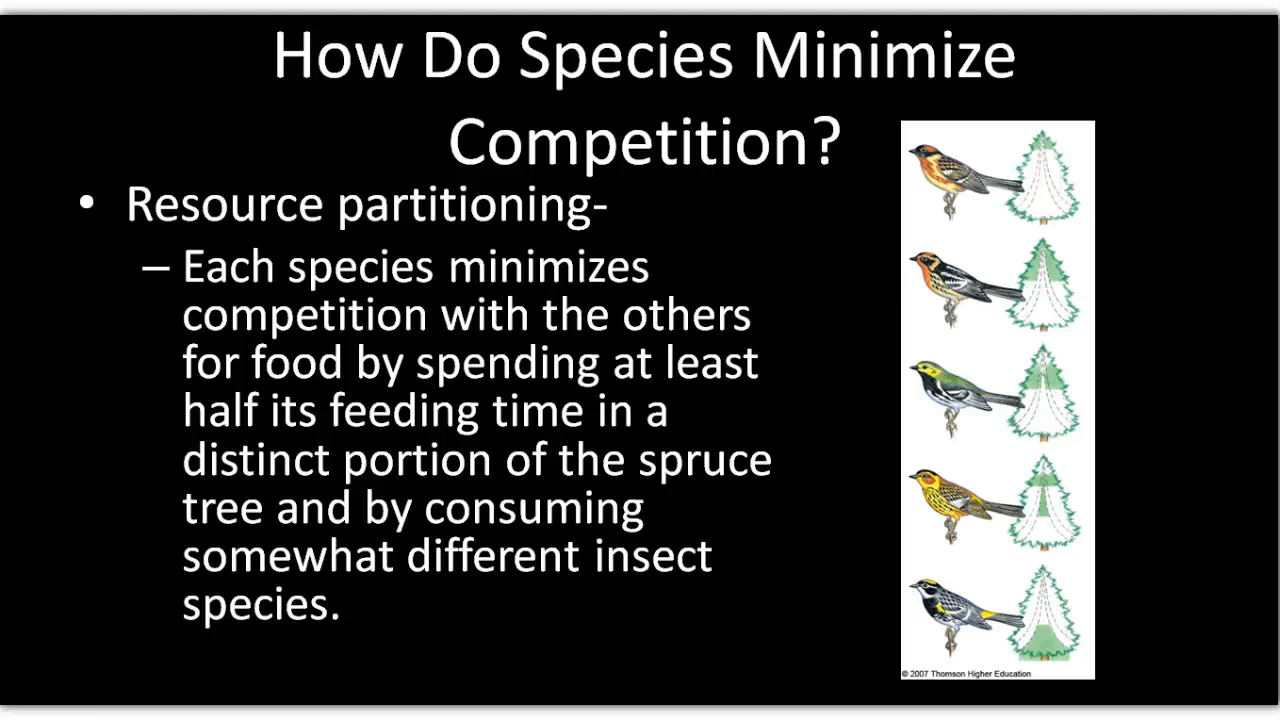 How Do Species Minimize
Competition?
• Resource partitioning-
– Each species minimizes
competition with the others
for food by spending at least
half its feeding time in a
distinct portion of the spruce
tree and by consuming
somewhat different insect
species.
© 2007 Thomson Higher Education